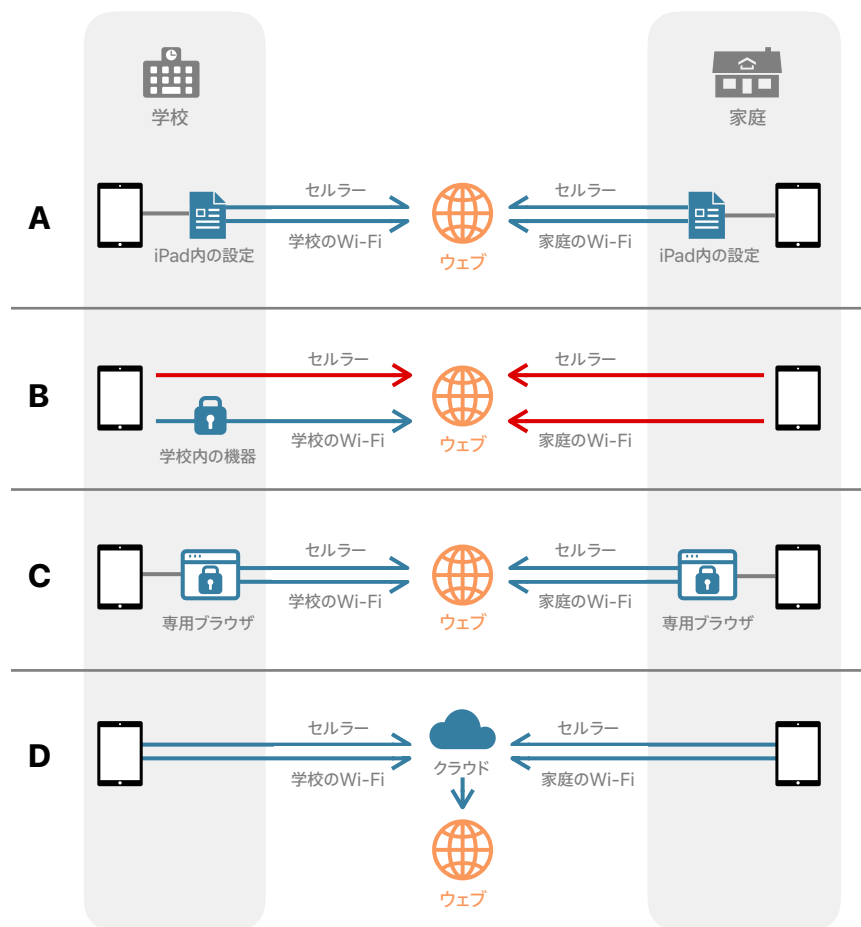 学校
家庭
A
セルラー
セルラー
iPad内の設定
学校のWi-Fi
ウェブ
家庭のWi-Fi
iPad内の設定
B
セルラー
セルラー
学校内の機器
学校のWi-Fi
ウェブ
家庭のWi-Fi
C
セルラー
セルラー
専用ブラウザ
学校のWi-Fi
ウェブ
家庭のWi-Fi
専用ブラウザ
D
セルラー
セルラー
学校のWi-Fi
クラウド
家庭のWi-Fi
ウェブ